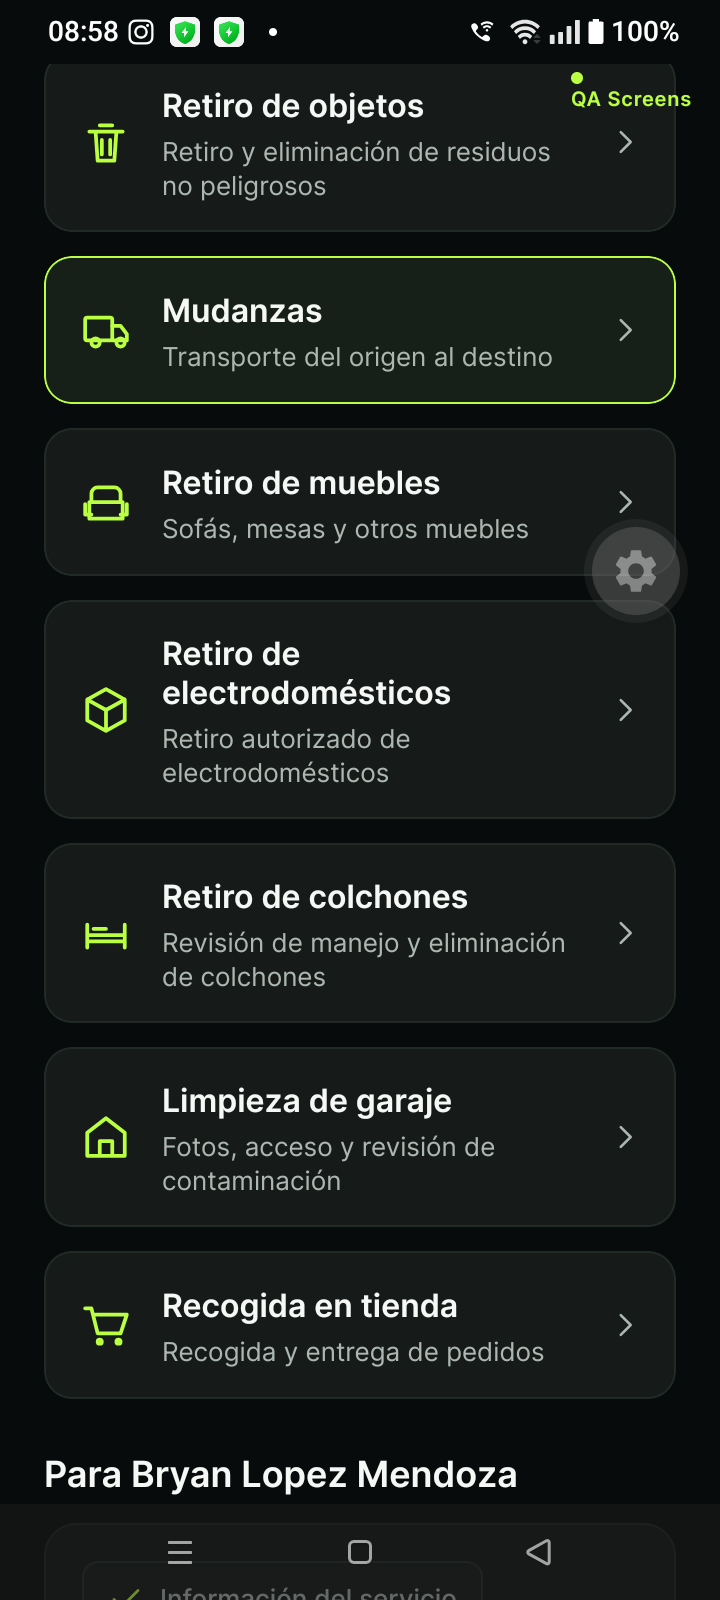 08:58
100%
QA Screens
Retiro de objetos
Retiro y eliminación de residuos
no peligrosos
Mudanzas
Transporte del origen al destino
Retiro de muebles
Sofás, mesas y otros muebles
Retiro de
electrodomésticos
Retiro autorizado de
electrodomésticos
Retiro de colchones
Revisión de manejo y eliminación
de colchones
Limpieza de garaje
Fotos, acceso y revisión de
contaminación
Recogida en tienda
Recogida y entrega de pedidos
Para Bryan Lopez Mendoza
Información del servicio